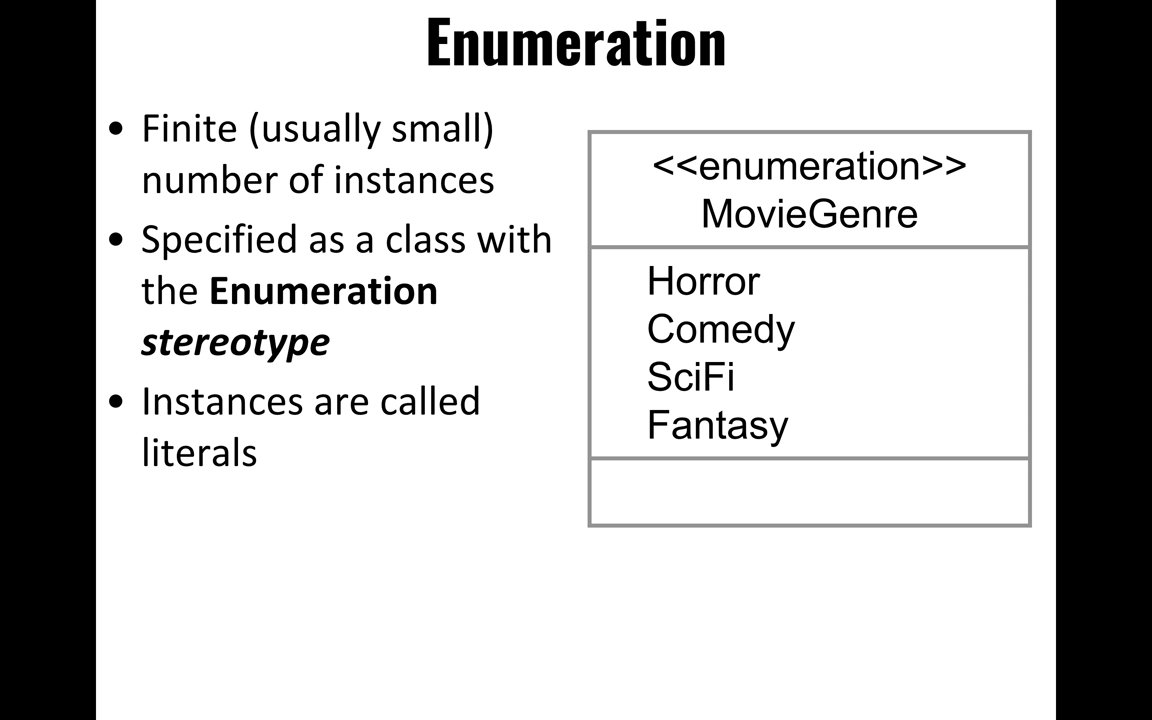 Enumeration
• Finite (usually small)
number of instances
• Specified as a class with
the Enumeration
stereotype
• Instances are called
literals
<<enumeration>>
MovieGenre
Horror
Comedy
SciFi
Fantasy